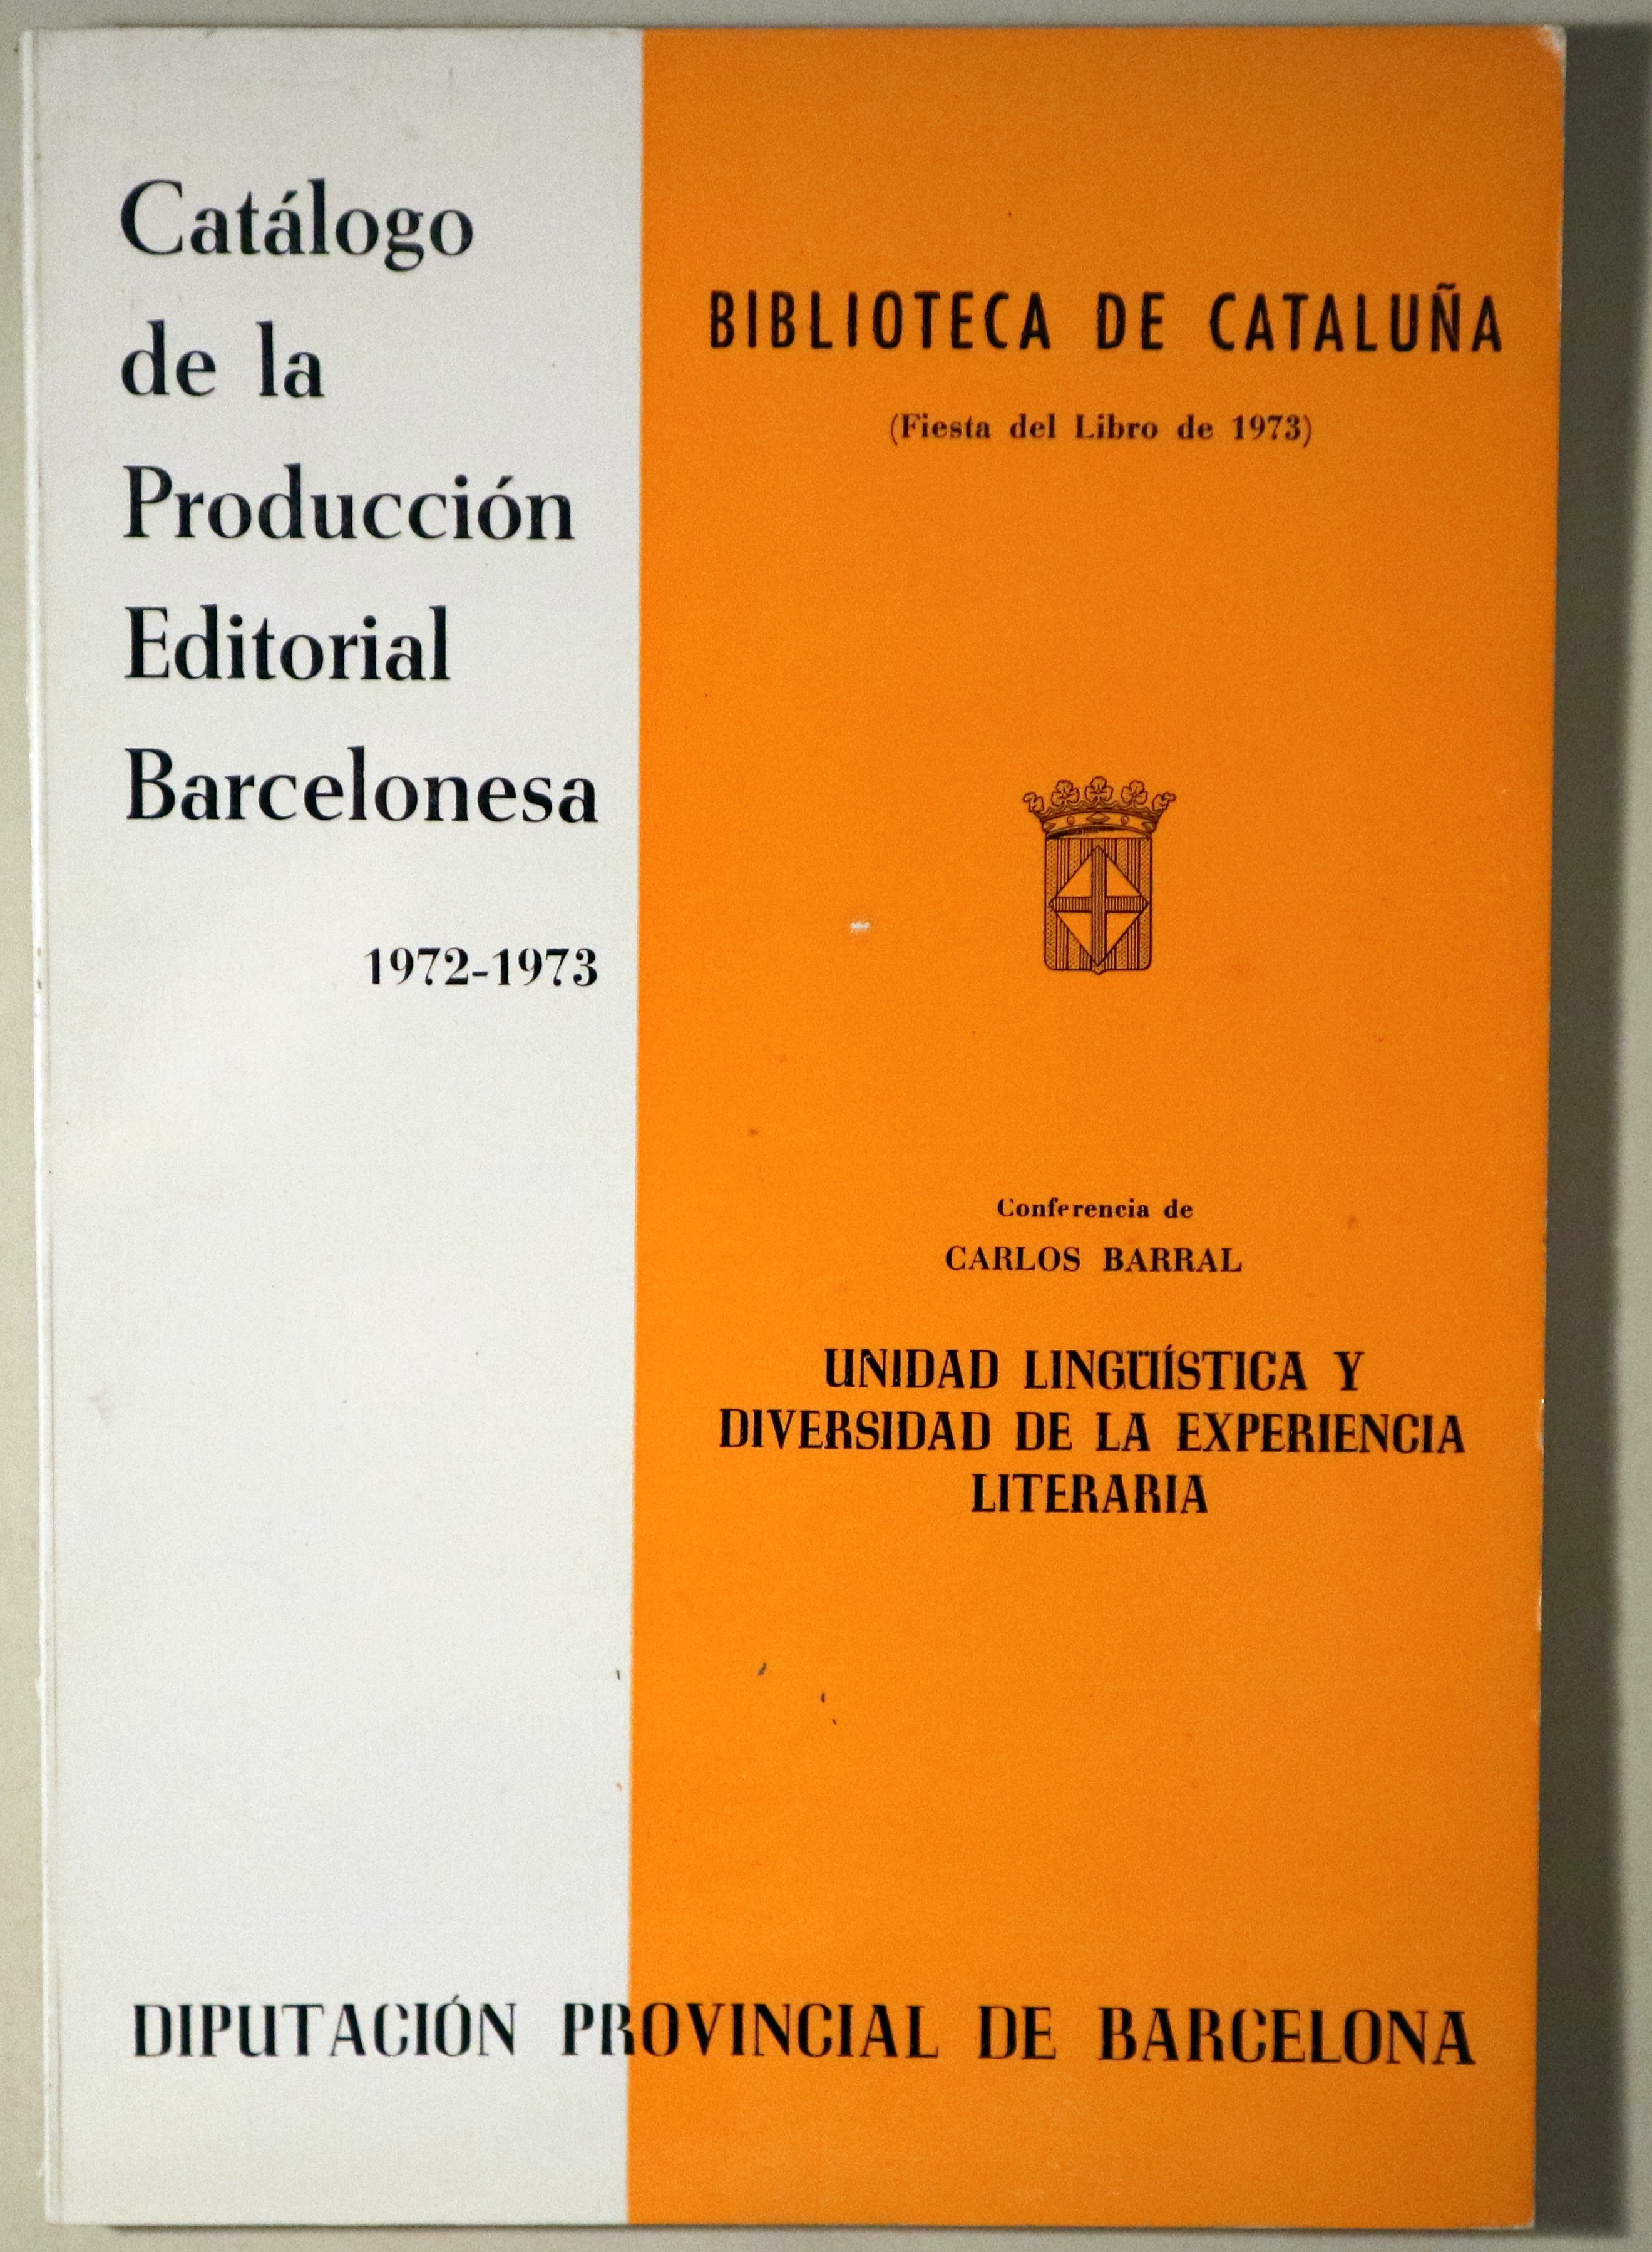 Catálogo
de la
Producción
Editorial
Barcelonesa
1972-1973
BIBLIOTECA DE CATALUÑA
(Fiesta del Libro de 1973)
Conferencia de
CARLOS BARRAL
UNIDAD LINGÜÍSTICA Y
DIVERSIDAD DE LA EXPERIENCIA
LITERARIA
DIPUTACIÓN PROVINCIAL DE BARCELONA